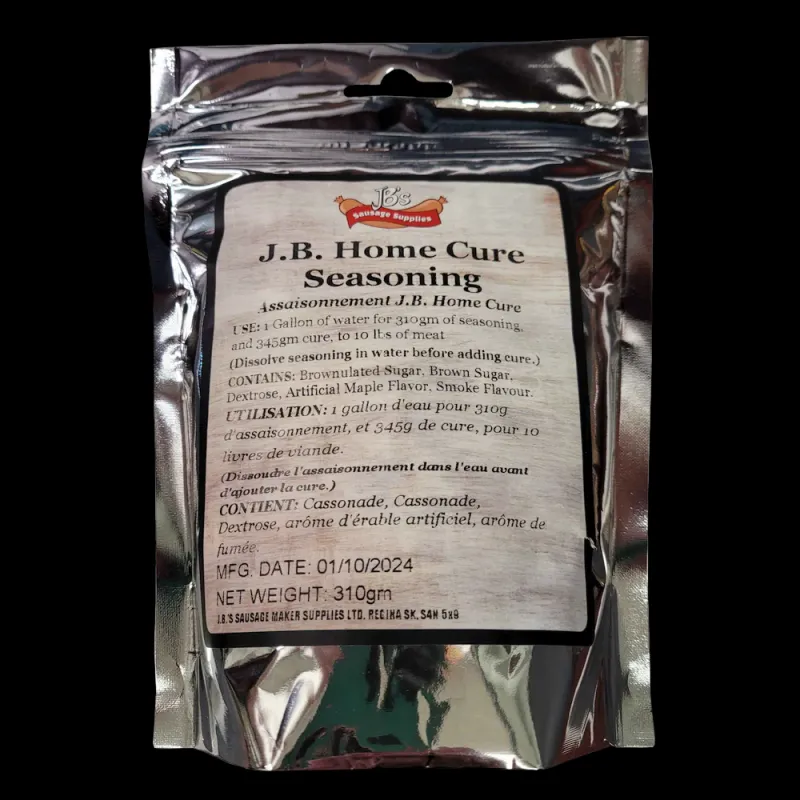 JB's
Sausage Supplies
J.B. Home Cure
Seasoning
Assaisonnement J.B. Home Cure
USE: 1 Gallon of water for 310gm of seasoning,
and 345gm cure, to 10 lbs of meat
(Dissolve seasoning in water before adding cure.)
CONTAINS: Brownulated Sugar, Brown Sugar,
Dextrose, Artificial Maple Flavor, Smoke Flavour.
UTILISATION: 1 gallon d'eau pour 310g
d'assaisonnement, et 345g de cure, pour 10
livres de viande.
(Dissoudre l'assaisonnement dans l'eau avant
d'ajouter la cure.)
CONTIENT: Cassonade, Cassonade,
Dextrose, arôme d'érable artificiel, arôme de
fumée.
MFG. DATE: 01/10/2024
NET WEIGHT: 310gm
J.B.'S SAUSAGE MAKER SUPPLIES LTD. REGINA SK. S4N 5X9